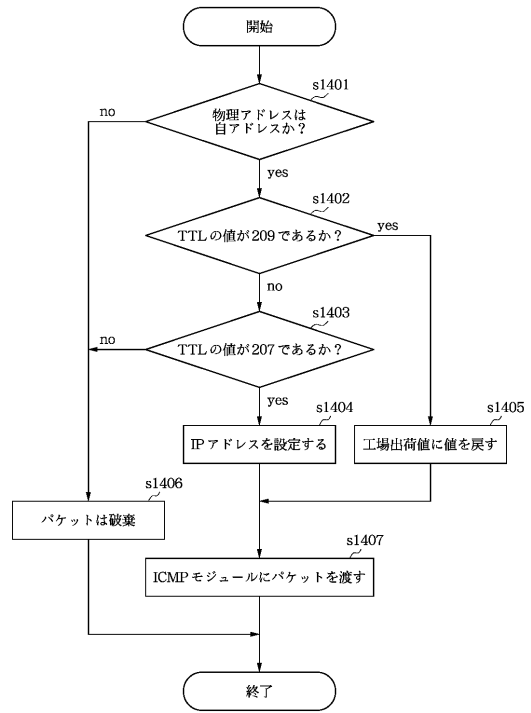 開始
s1401
物理アドレスは
自アドレスか？
no
yes
s1402
TTLの値が209であるか？
yes
no
s1403
TTLの値が207であるか？
no
yes
s1404
IPアドレスを設定する
s1405
工場出荷値に値を戻す
s1406
パケットは破棄
s1407
ICMPモジュールにパケットを渡す
終了